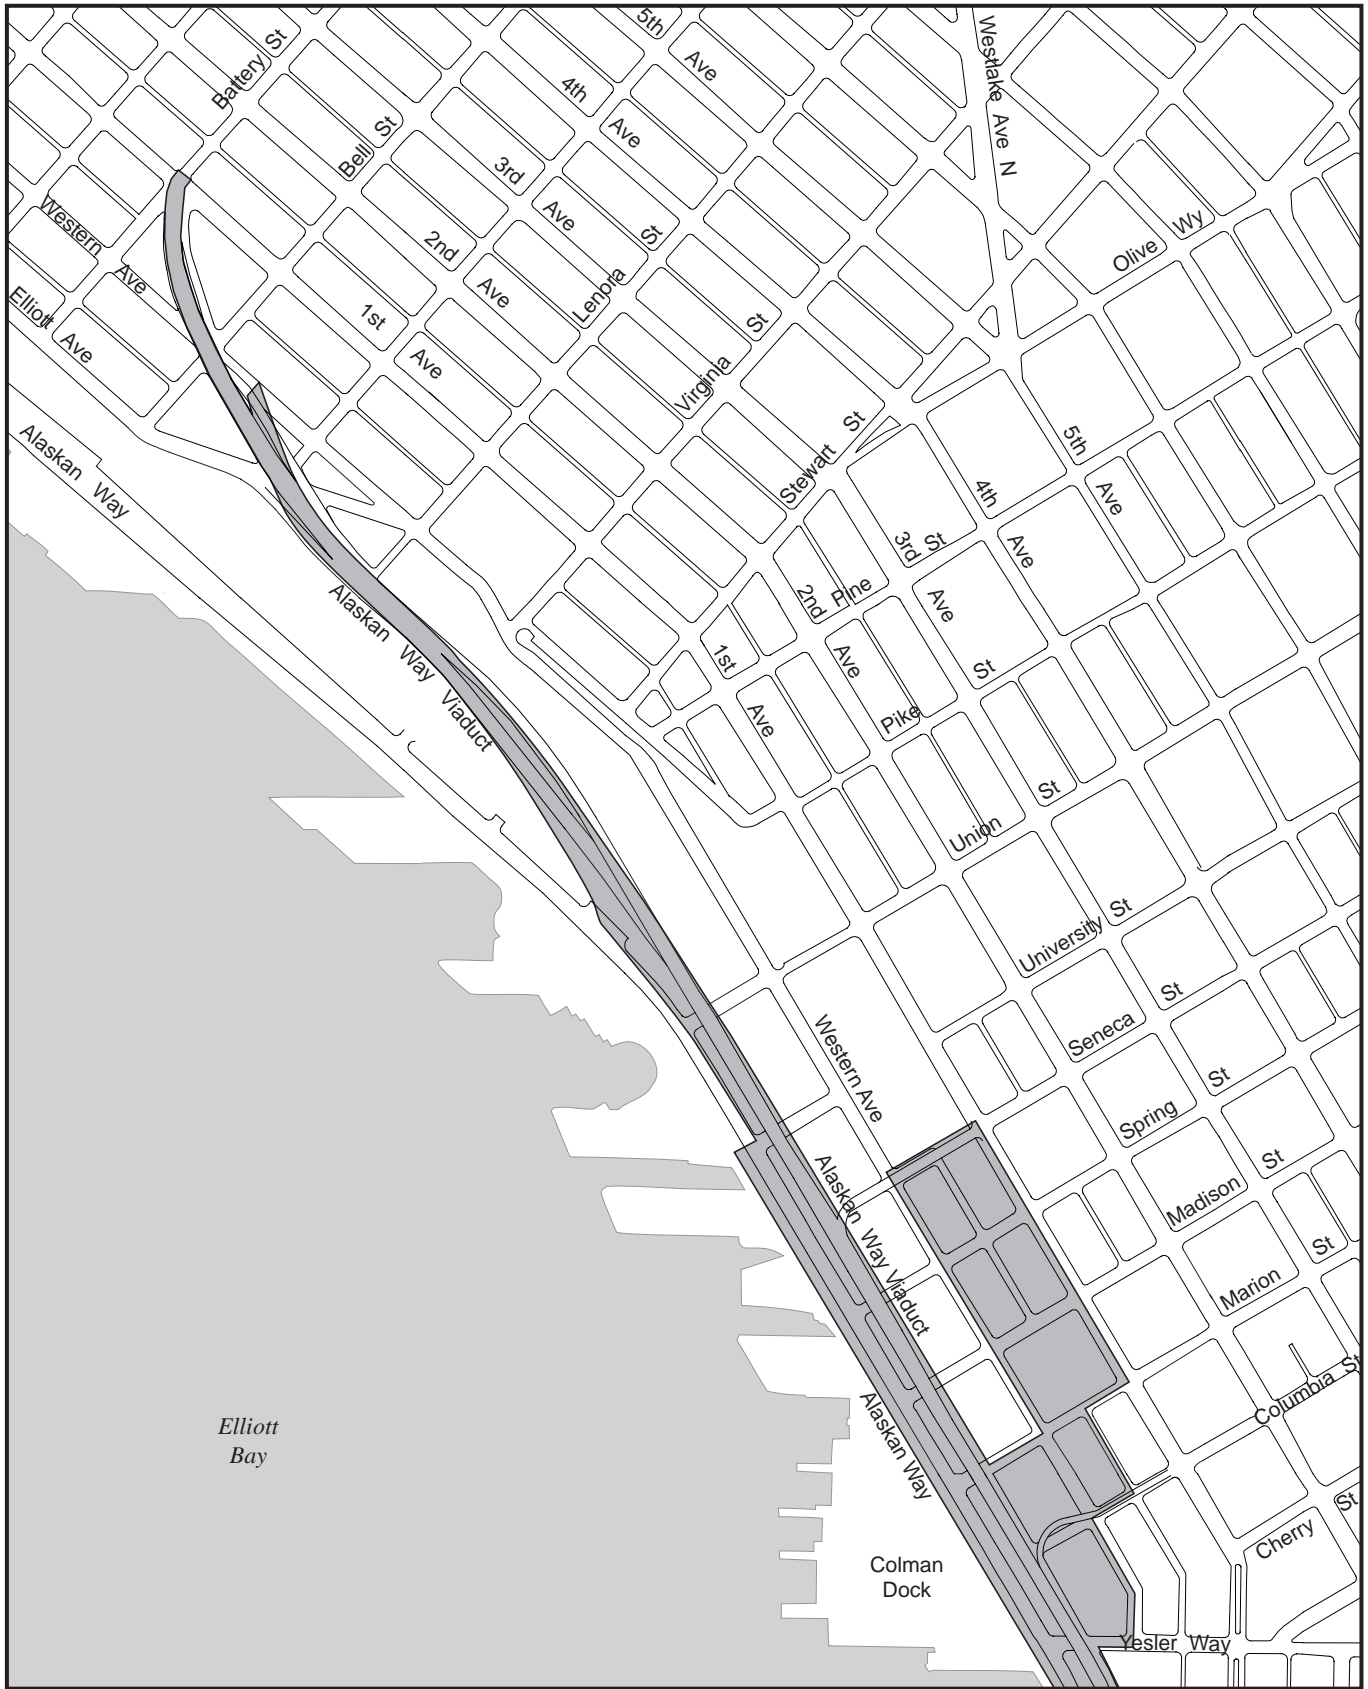 5th
Ave
Westlake Ave N
Battery St
4th
Ave
Bell St
3rd
Ave
Western
Ave
2nd
Ave
Lenora St
Olive Wy
Elliott
Ave
1st
Ave
Virginia St
Alaskan Way
Stewart St
5th
Ave
4th
Ave
3rd
Ave
Pine St
2nd
Ave
1st
Ave
Alaskan Way Viaduct
Pike St
Union St
University St
Seneca St
Western Ave
Spring St
Madison St
Alaskan Way Viaduct
Marion St
Columbia St
Alaskan Way
Elliott
Bay
Cherry St
Colman
Dock
Yesler Way